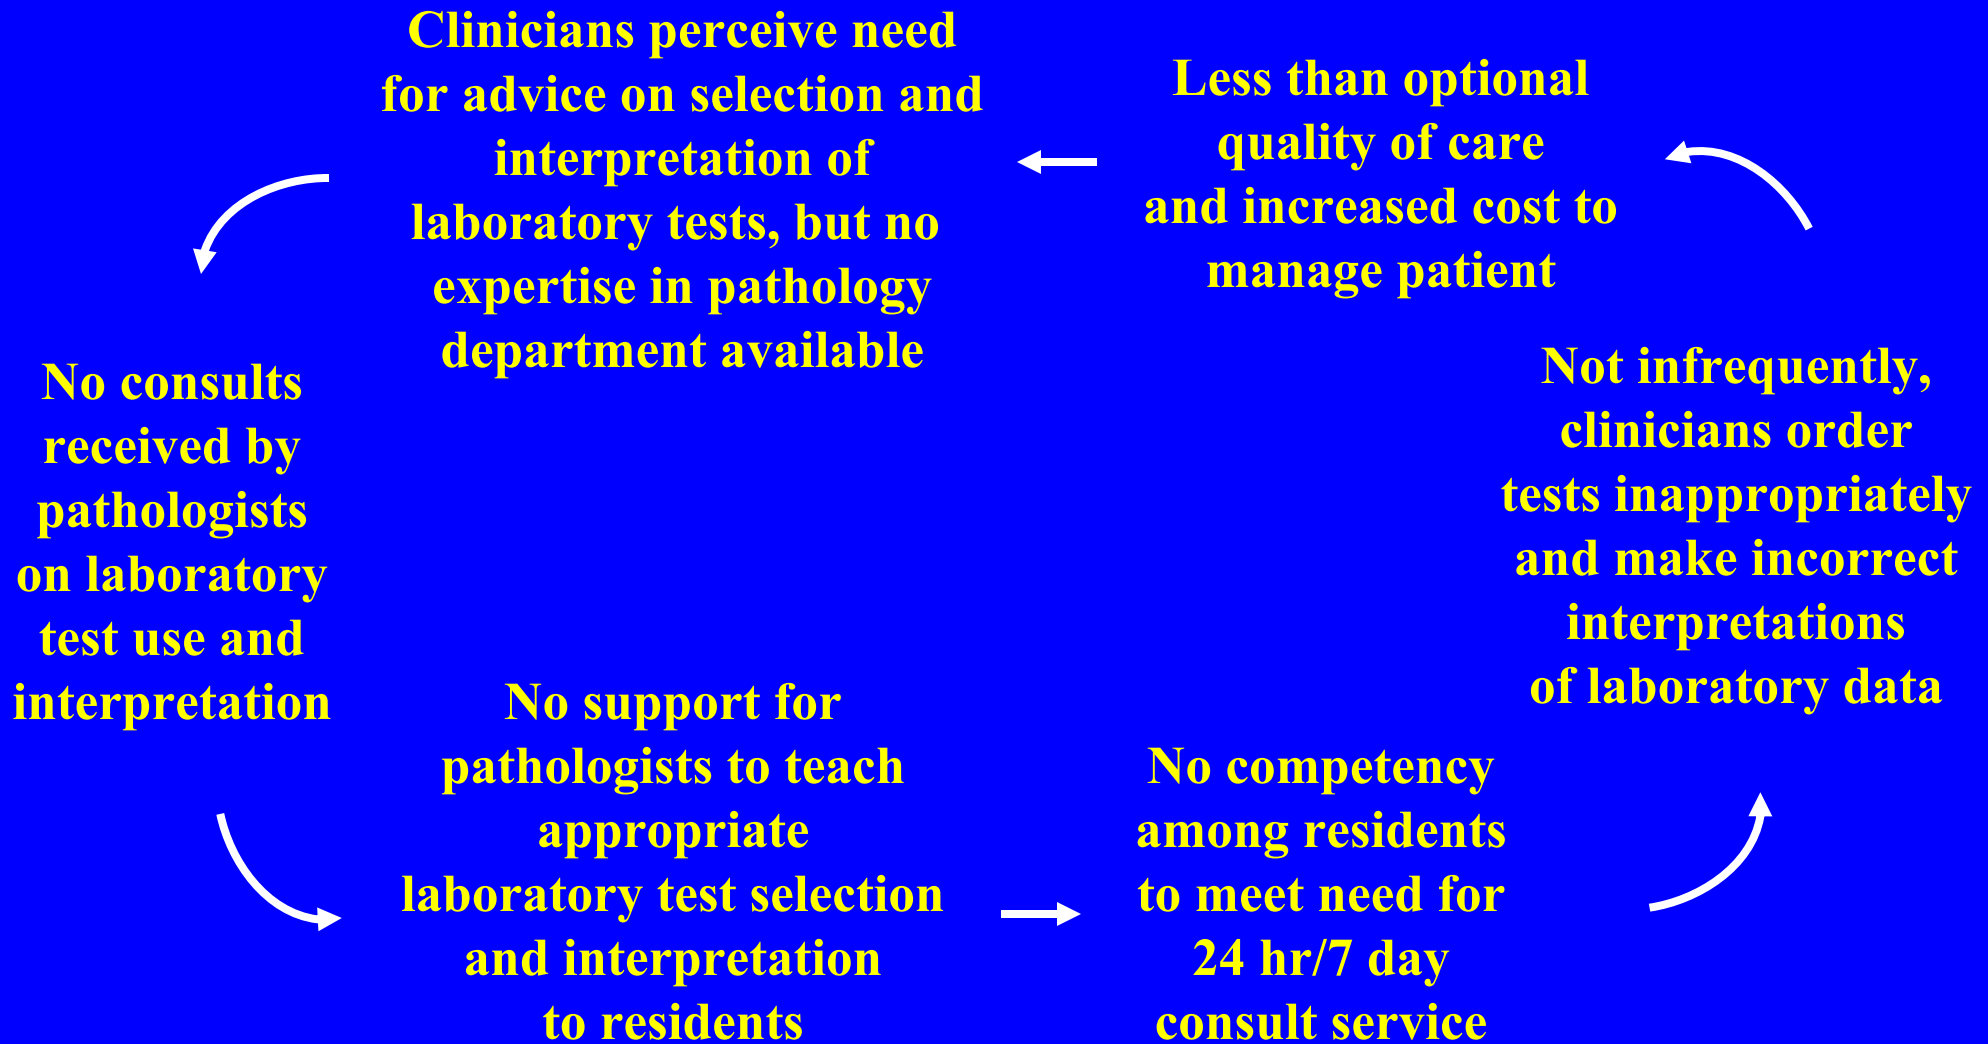 Clinicians perceive need
for advice on selection and
interpretation of
laboratory tests, but no
expertise in pathology
department available
Less than optional
quality of care
and increased cost to
manage patient
No consults
received by
pathologists
on laboratory
test use and
interpretation
Not infrequently,
clinicians order
tests inappropriately
and make incorrect
interpretations
of laboratory data
No support for
pathologists to teach
appropriate
laboratory test selection
and interpretation
to residents
No competency
among residents
to meet need for
24 hr/7 day
consult service